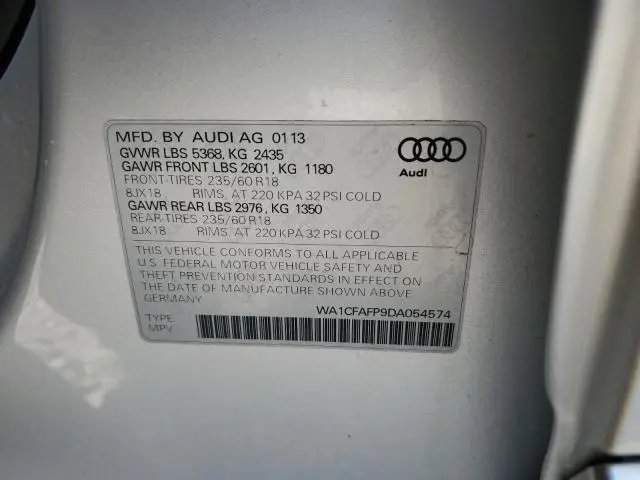 MFD. BY AUDI AG 01 13
GVWR LBS 5368, KG 2435
GAWR FRONT LBS 2601, KG 1180
FRONT TIRES 235/60 R18
8JX18 RIMS, AT 220 KPA 32 PSI COLD
GAWR REAR LBS 2976, KG 1350
REAR TIRES 235/60 R18
8JX18 RIMS, AT 220 KPA 32 PSI COLD
Audi
THIS VEHICLE CONFORMS TO ALL APPLICABLE
U.S. FEDERAL MOTOR VEHICLE SAFETY AND
THEFT PREVENTION STANDARDS IN EFFECT ON
THE DATE OF MANUFACTURE SHOWN ABOVE.
GERMANY
WA1CFAFP9DA054574
TYPE:
MPV